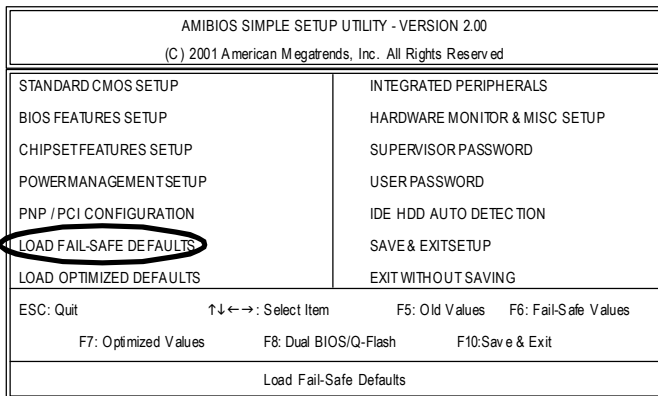 AMIBIOS SIMPLE SETUP UTILITY - VERSION 2.00
(C) 2001 American Megatrends, Inc. All Rights Reserved
STANDARD CMOS SETUP
BIOS FEATURES SETUP
CHIPSET FEATURES SETUP
POWER MANAGEMENT SETUP
PNP / PCI CONFIGURATION
LOAD FAIL-SAFE DEFAULTS
LOAD OPTIMIZED DEFAULTS
INTEGRATED PERIPHERALS
HARDWARE MONITOR & MISC SETUP
SUPERVISOR PASSWORD
USER PASSWORD
IDE HDD AUTO DETECTION
SAVE & EXIT SETUP
EXIT WITHOUT SAVING
ESC: Quit ↑↓←→: Select Item F5: Old Values F6: Fail-Safe Values
F7: Optimized Values F8: Dual BIOS/Q-Flash F10:Save & Exit
Load Fail-Safe Defaults